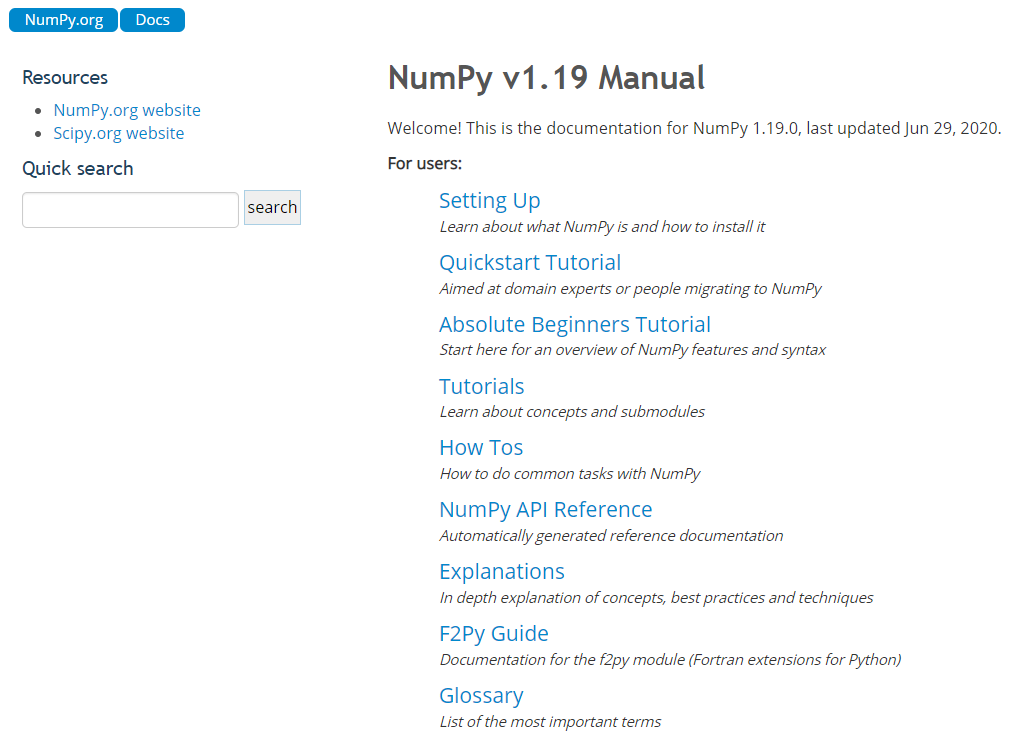 NumPy.org Docs
Resources
NumPy.org website
Scipy.org website
Quick search
search
NumPy v1.19 Manual
Welcome! This is the documentation for NumPy 1.19.0, last updated Jun 29, 2020.
For users:
Setting Up
Learn about what NumPy is and how to install it
Quickstart Tutorial
Aimed at domain experts or people migrating to NumPy
Absolute Beginners Tutorial
Start here for an overview of NumPy features and syntax
Tutorials
Learn about concepts and submodules
How Tos
How to do common tasks with NumPy
NumPy API Reference
Automatically generated reference documentation
Explanations
In depth explanation of concepts, best practices and techniques
F2Py Guide
Documentation for the f2py module (Fortran extensions for Python)
Glossary
List of the most important terms